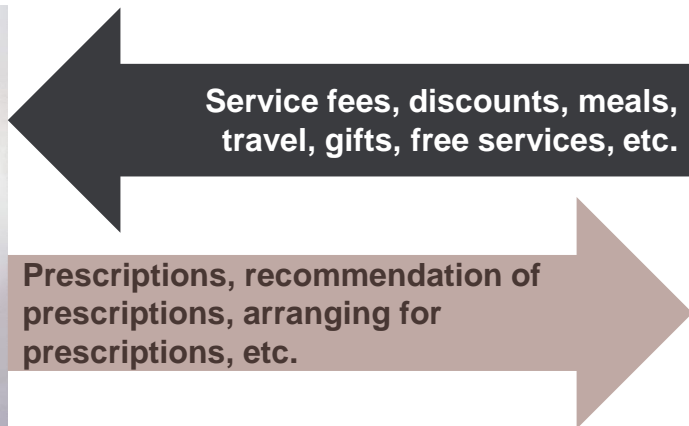 Service fees, discounts, meals,
travel, gifts, free services, etc.
Prescriptions, recommendation of
prescriptions, arranging for
prescriptions, etc.